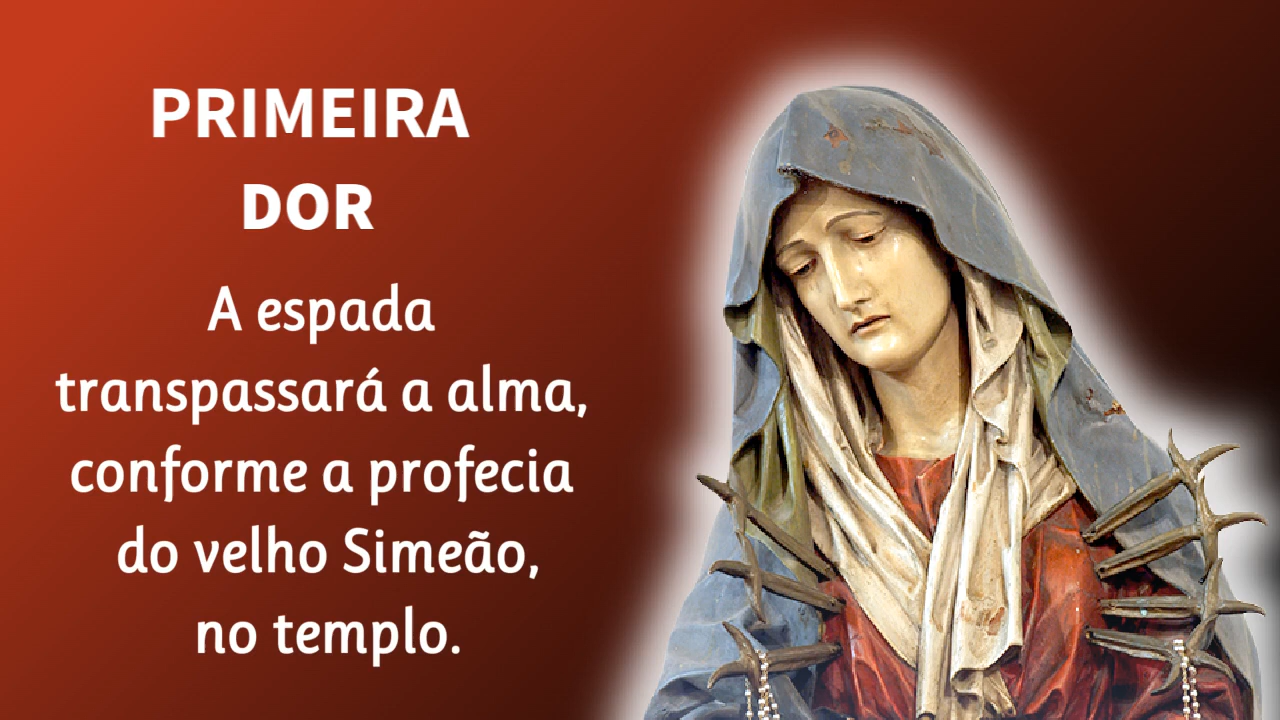 PRIMEIRA
DOR
A espada
transpassará a alma,
conforme a profecia
do velho Simeão,
no templo.